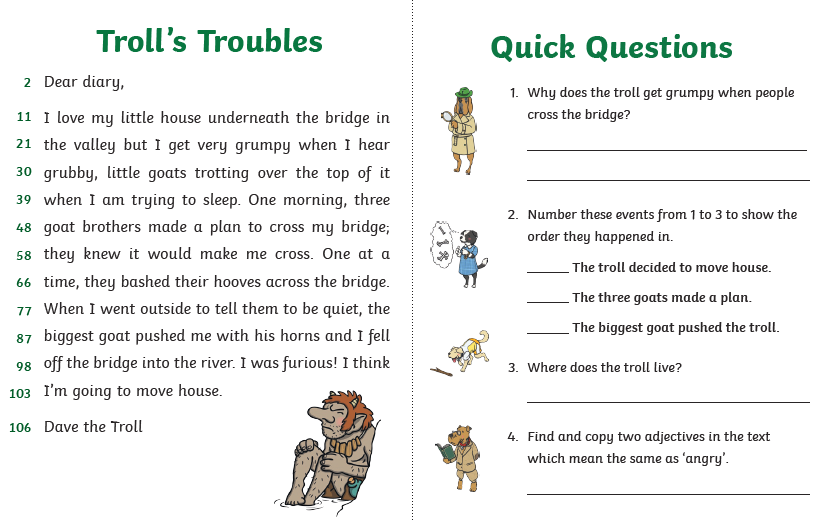 Troll's Troubles
2 Dear diary,
11 I love my little house underneath the bridge in
21 the valley but I get very grumpy when I hear
30 grubby, little goats trotting over the top of it
39 when I am trying to sleep. One morning, three
48 goat brothers made a plan to cross my bridge;
58 they knew it would make me cross. One at a
66 time, they bashed their hooves across the bridge.
77 When I went outside to tell them to be quiet, the
87 biggest goat pushed me with his horns and I fell
98 off the bridge into the river. I was furious! I think
103 I'm going to move house.
106 Dave the Troll
Quick Questions
1. Why does the troll get grumpy when people
cross the bridge?
2. Number these events from 1 to 3 to show the
order they happened in.
______ The troll decided to move house.
______ The three goats made a plan.
______ The biggest goat pushed the troll.
3. Where does the troll live?
4. Find and copy two adjectives in the text
which mean the same as 'angry'.